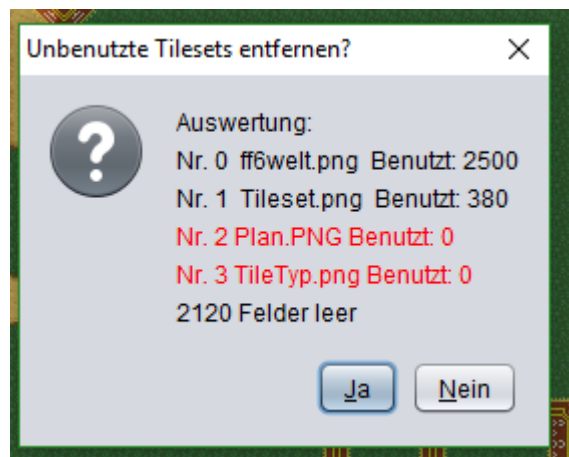 Unbenutzte Tilesets entfernen?
Auswertung:
Nr. 0 ff6welt.png Benutzt: 2500
Nr. 1 Tileset.png Benutzt: 380
Nr. 2 Plan.PNG Benutzt: 0
Nr. 3 TileTyp.png Benutzt: 0
2120 Felder leer
Ja Nein